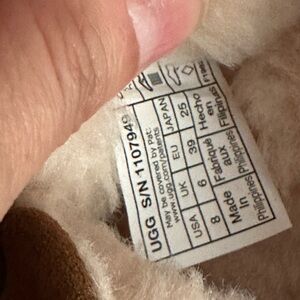 UGG S/N 107949
May be covered by Pat:
www.ugg.com/patents
USA UK EU JAPAN
8 6 39 25
Made In Philippines
Fabriqué aux Philippines
Hecho en Filipinas